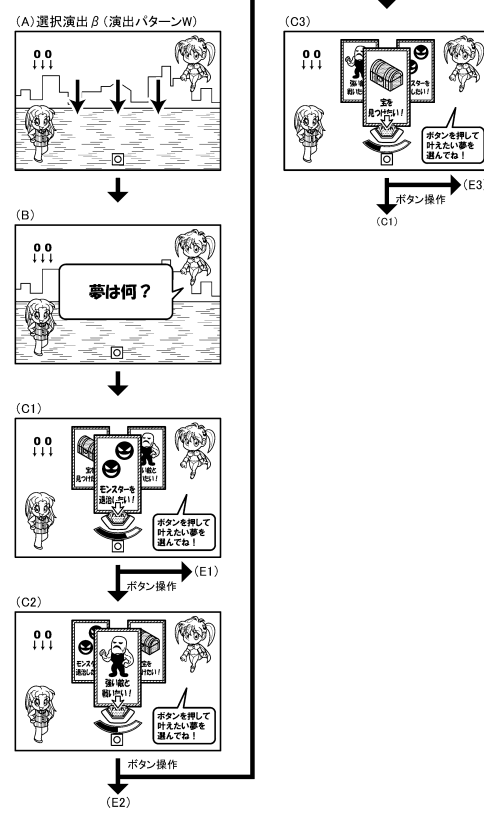 (A)選択演出β(演出パターンW)
0 0
↓↓↓
(B)
0 0
↓↓↓
夢は何？
(C1)
0 0
↓↓↓
モンスターを
退治したい！
ボタンを押して
叶えたい夢を
選んでね！
(E1)
ボタン操作
(C2)
0 0
↓↓↓
強い敵と
戦いたい！
ボタンを押して
叶えたい夢を
選んでね！
ボタン操作
(E2)
(C3)
0 0
↓↓↓
宝を
見つけたい！
ボタンを押して
叶えたい夢を
選んでね！
(E3)
ボタン操作
(C1)